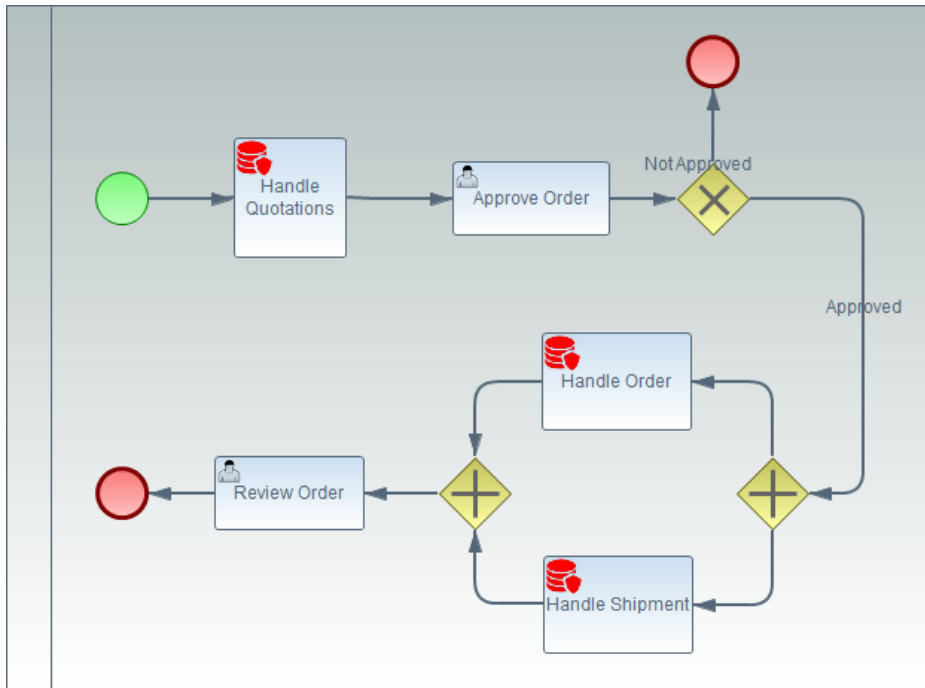 Not Approved
Handle
Quotations
Approve Order
Approved
Handle Order
Review Order
Handle Shipment